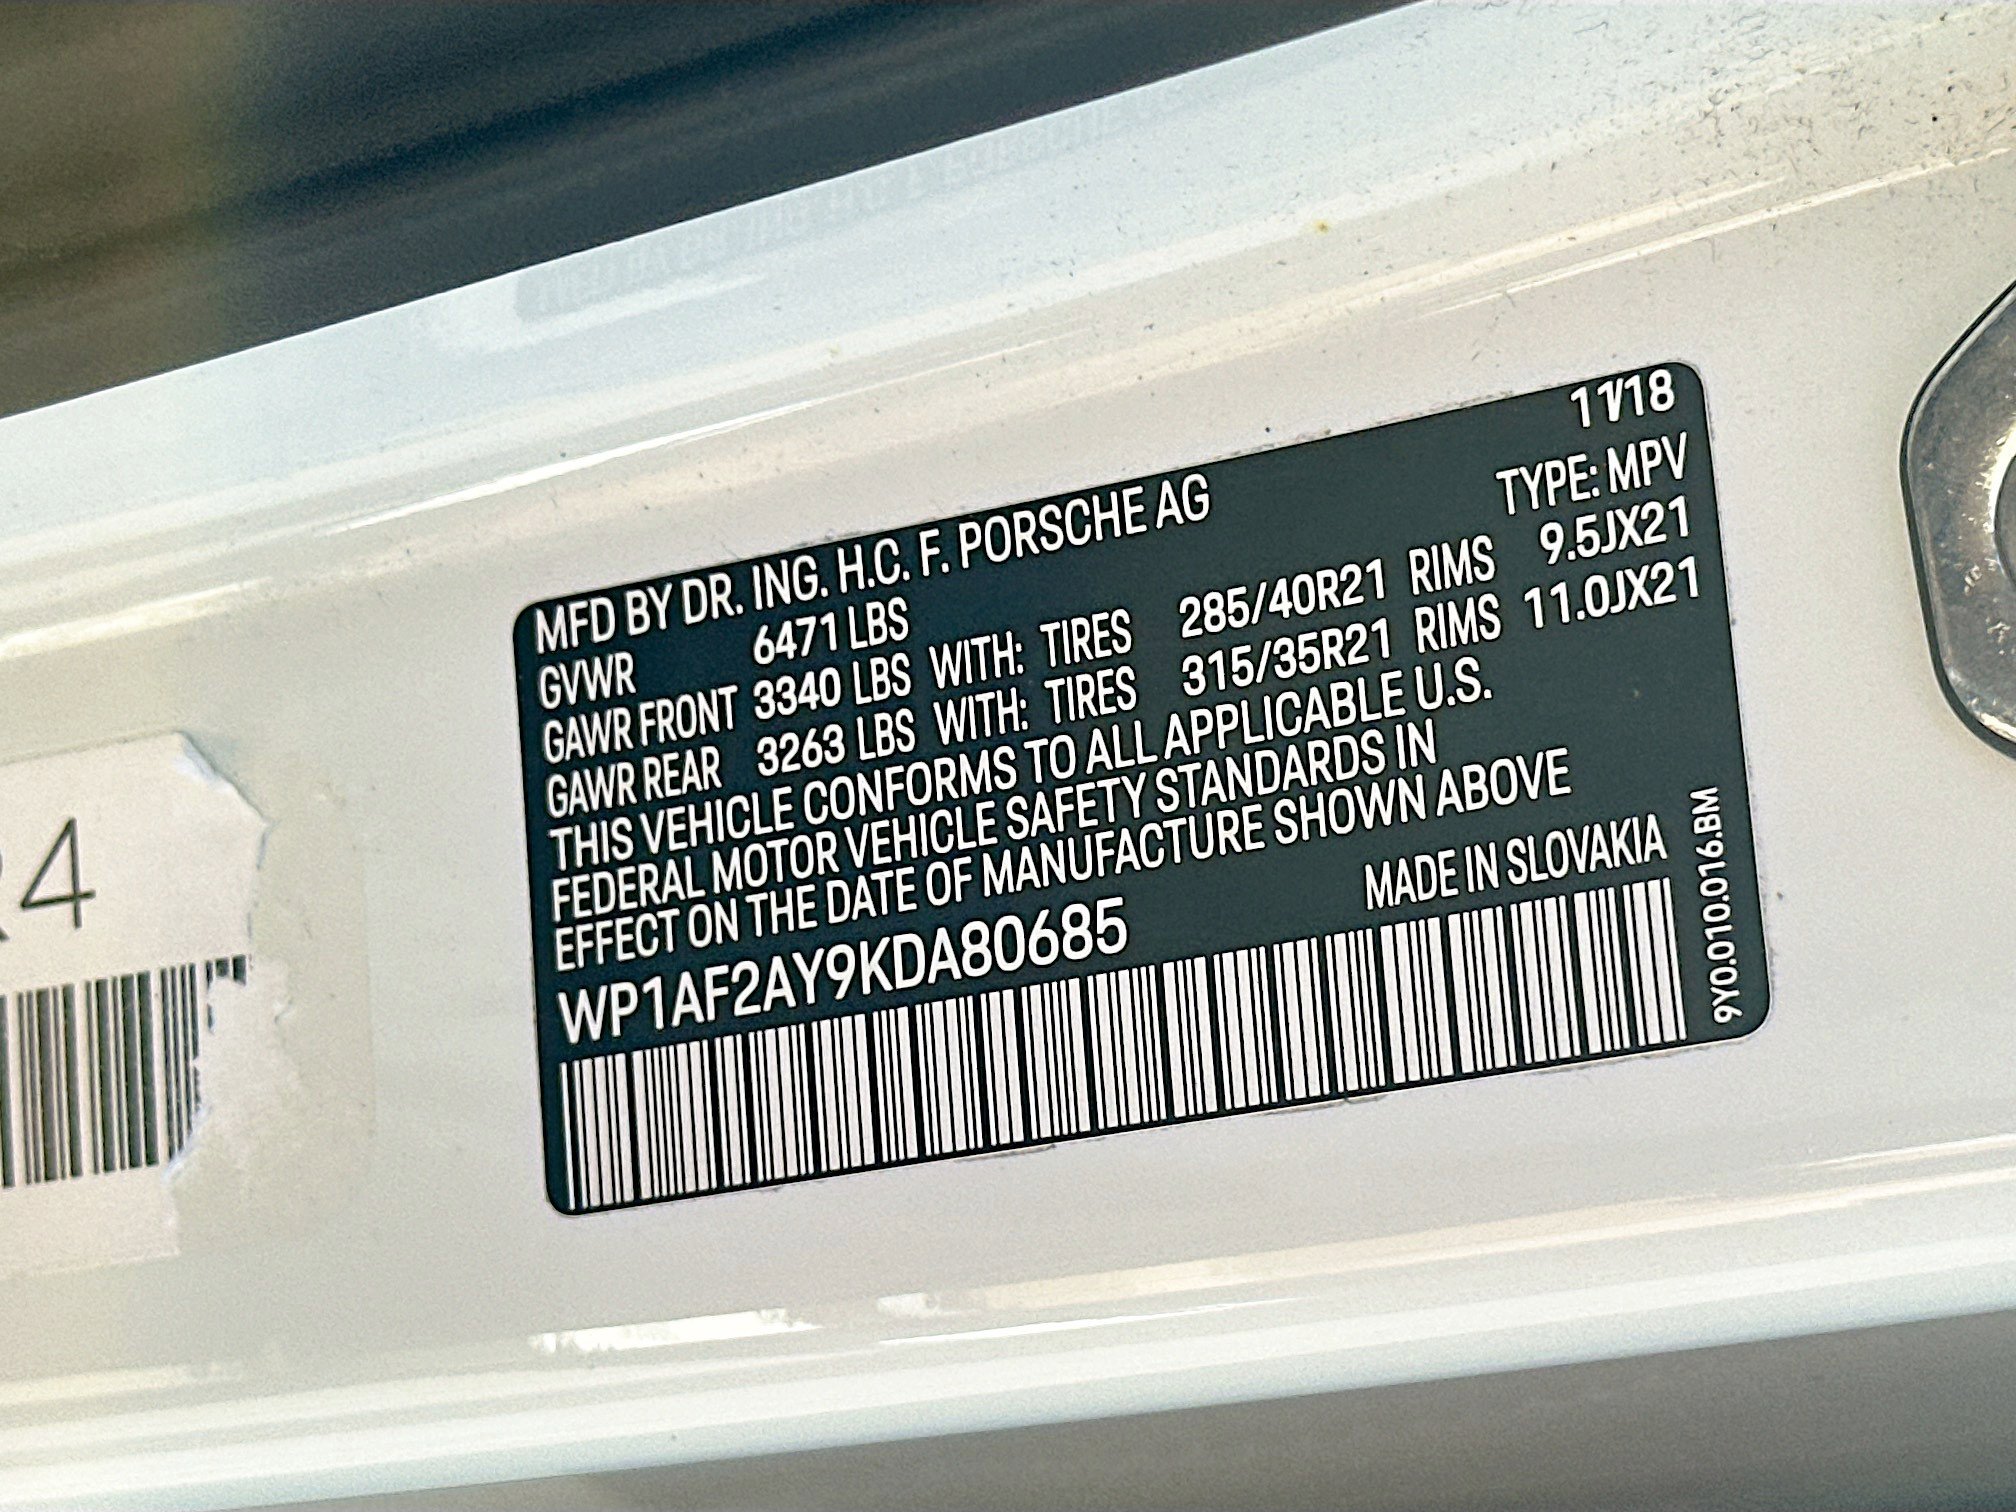 11/18
MFD BY DR. ING. H.C. F. PORSCHE AG
TYPE: MPV
GVWR 6471 LBS
GAWR FRONT 3340 LBS WITH: TIRES 285/40R21 RIMS 9.5JX21
GAWR REAR 3263 LBS WITH: TIRES 315/35R21 RIMS 11.0JX21
THIS VEHICLE CONFORMS TO ALL APPLICABLE U.S.
FEDERAL MOTOR VEHICLE SAFETY STANDARDS IN
EFFECT ON THE DATE OF MANUFACTURE SHOWN ABOVE
WP1AF2AY9KDA80685
MADE IN SLOVAKIA
9Y0.010.016.BM